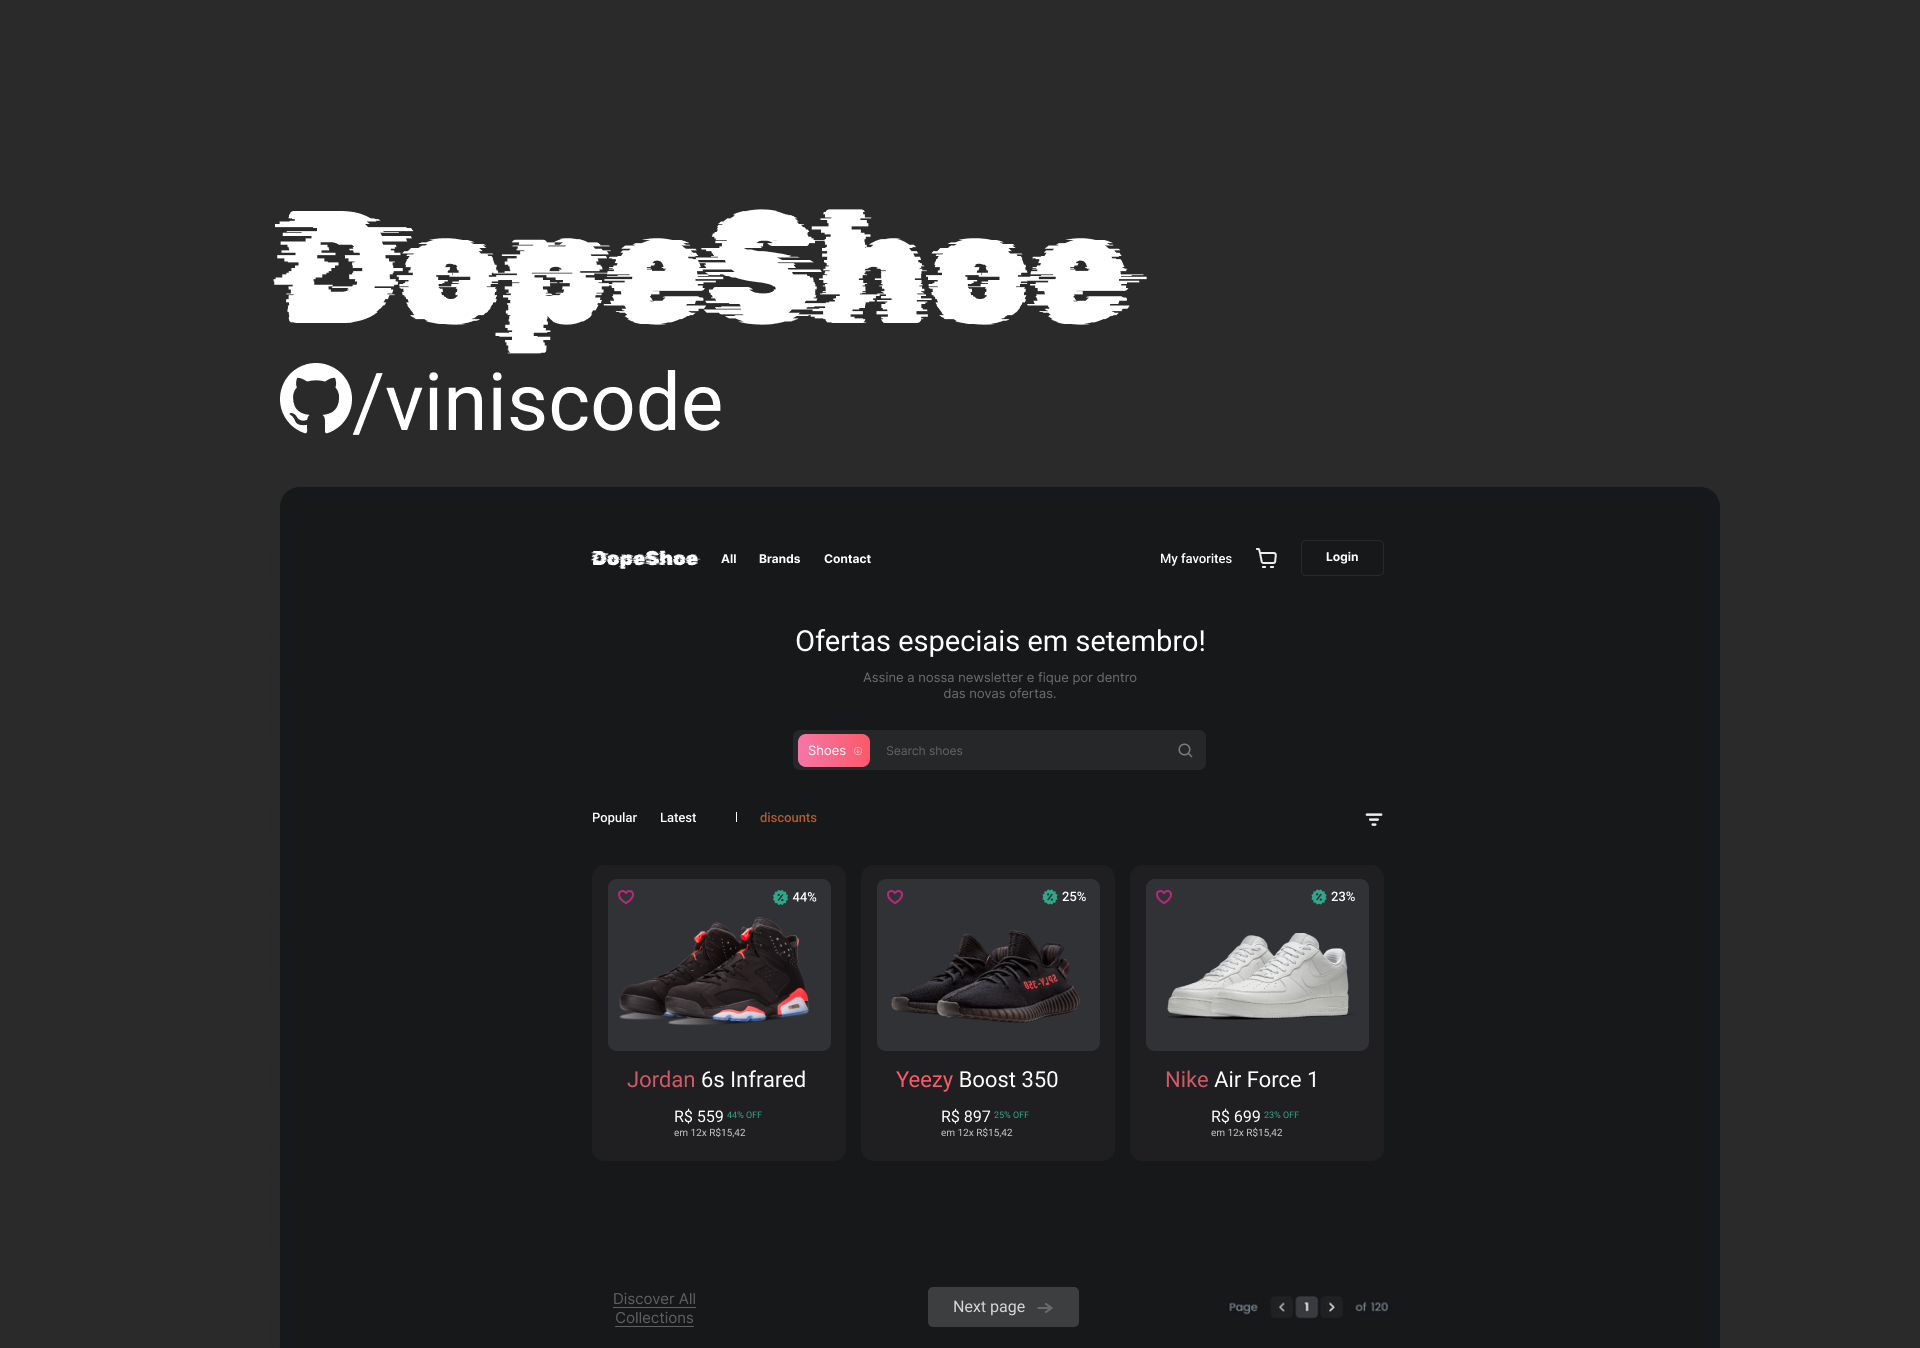 DopeShoe
/viniscode
DopeShoe All Brands Contact My favorites Login
Ofertas especiais em setembro!
Assine a nossa newsletter e fique por dentro
das novas ofertas.
Shoes Search shoes
Popular Latest | discounts
44%
25%
23%
SPLY-350
Jordan 6s Infrared
R$ 559 44% OFF
em 12x R$15,42
Yeezy Boost 350
R$ 897 25% OFF
em 12x R$15,42
Nike Air Force 1
R$ 699 23% OFF
em 12x R$15,42
Discover All
Collections
Next page
Page 1 of 120